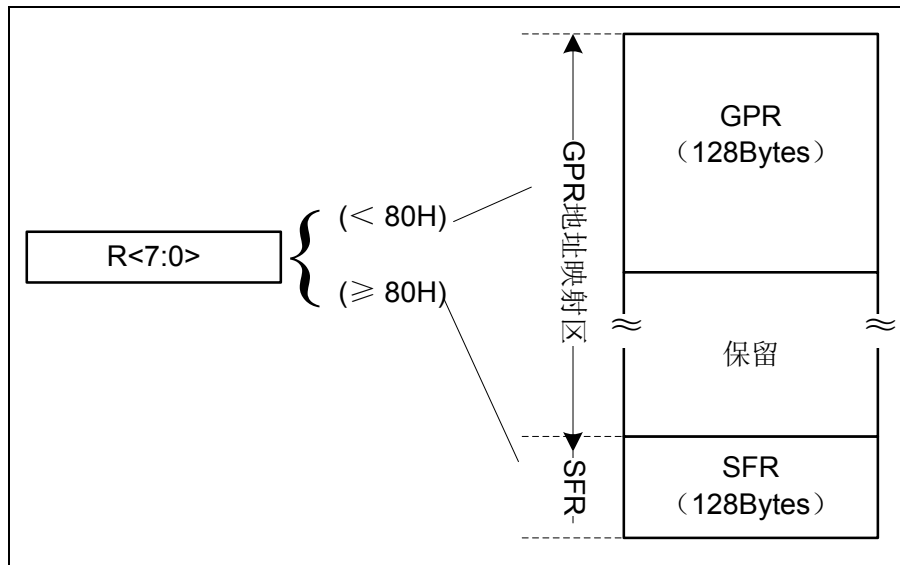 R<7:0>
(< 80H)
(≥ 80H)
GPR地址映射区
SFR
GPR
（128Bytes）
保留
SFR
（128Bytes）